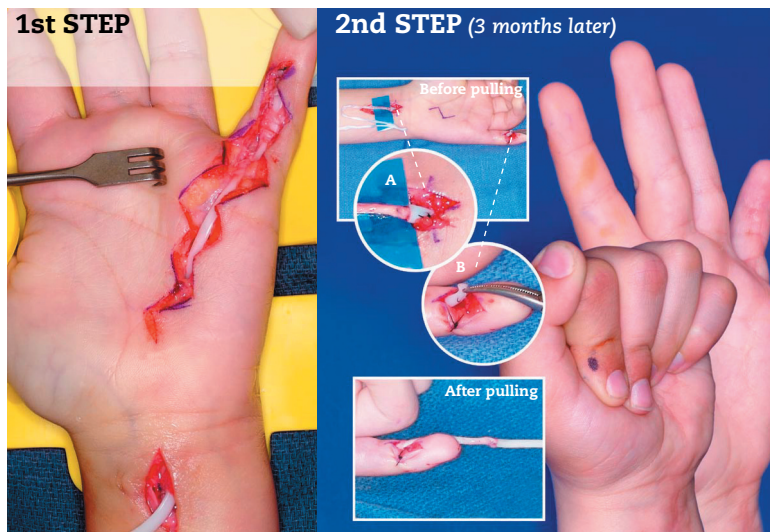 1st STEP
2nd STEP (3 months later)
Before pulling
A
B
After pulling